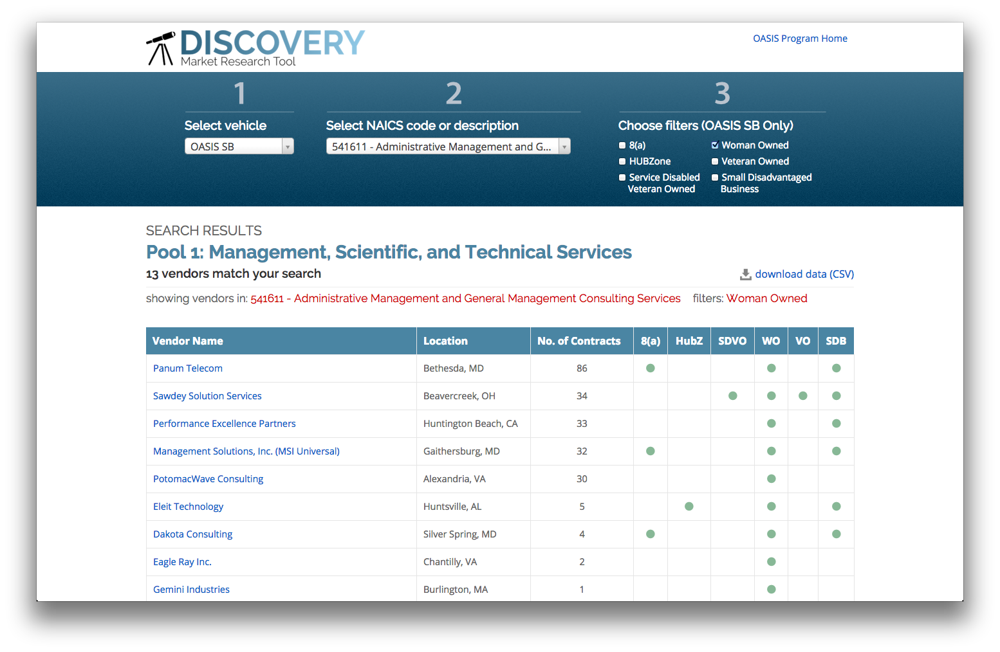 DISCOVERY
Market Research Tool
OASIS Program Home
1
2
3
Select vehicle
OASIS SB
Select NAICS code or description
541611 - Administrative Management and G...
Choose filters (OASIS SB Only)
8(a)
Woman Owned
HUBZone
Veteran Owned
Service Disabled
Veteran Owned
Small Disadvantaged
Business
SEARCH RESULTS
Pool 1: Management, Scientific, and Technical Services
13 vendors match your search
download data (CSV)
showing vendors in: 541611 - Administrative Management and General Management Consulting Services filters: Woman Owned
Vendor Name Location No. of Contracts 8(a) HubZ SDVO WO VO SDB
Panum Telecom Bethesda, MD 86
Sawdey Solution Services Beavercreek, OH 34
Performance Excellence Partners Huntington Beach, CA 33
Management Solutions, Inc. (MSI Universal) Gaithersburg, MD 32
PotomacWave Consulting Alexandria, VA 30
Eleit Technology Huntsville, AL 5
Dakota Consulting Silver Spring, MD 4
Eagle Ray Inc. Chantilly, VA 2
Gemini Industries Burlington, MA 1